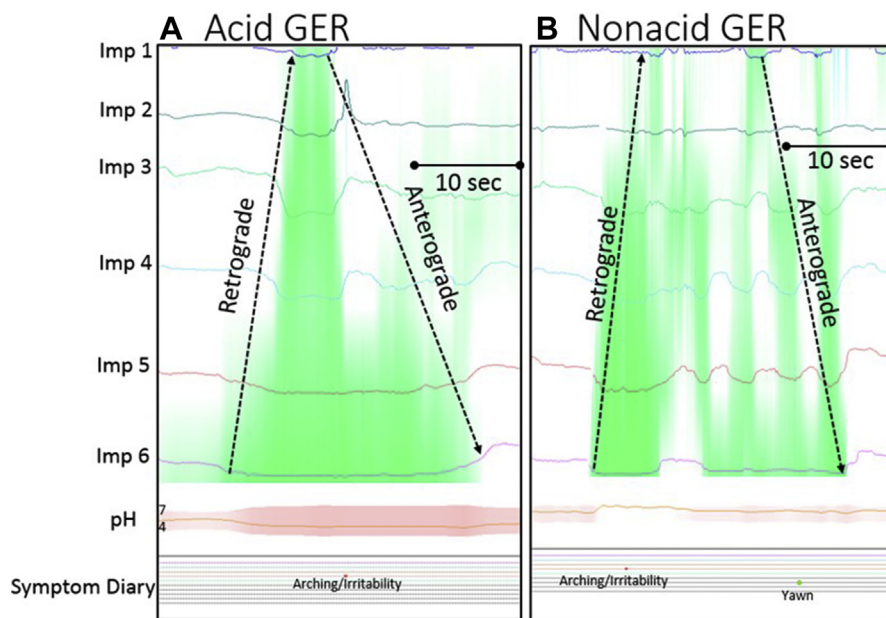 A Acid GER
B Nonacid GER
Imp 1
Imp 2
Imp 3
Imp 4
Imp 5
Imp 6
pH
7
4
Symptom Diary
Retrograde
Anterograde
10 sec
Arching/Irritability
Retrograde
Anterograde
10 sec
Arching/Irritability
Yawn